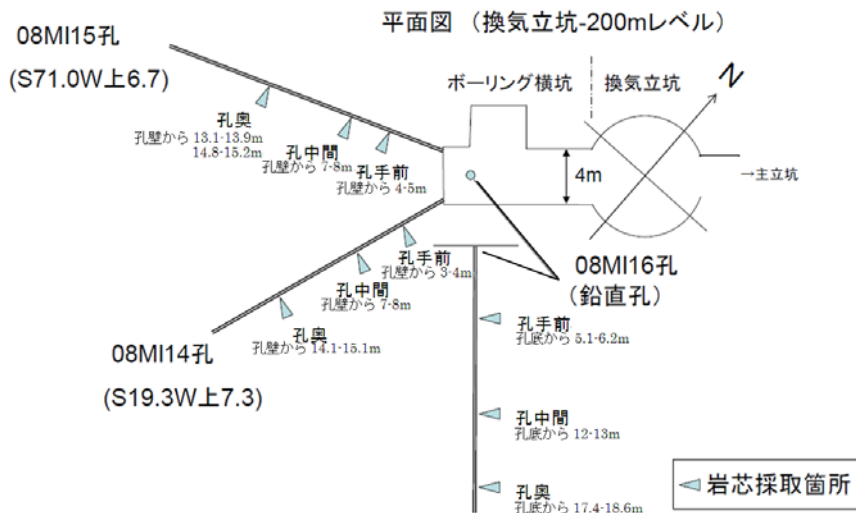 平面図 （換気立坑-200mレベル）
08MI15孔
(S71.0W上6.7)
ボーリング横坑
換気立坑
N
孔奥
孔壁から 13.1-13.9m
14.8-15.2m
孔中間
孔壁から 7-8m
孔手前
孔壁から 4-5m
4m
→主立坑
孔手前
孔壁から 3-4m
孔中間
孔壁から 7-8m
孔奥
孔壁から 14.1-15.1m
08MI14孔
(S19.3W上7.3)
08MI16孔
(鉛直孔)
孔手前
孔底から 5.1-6.2m
孔中間
孔底から 12-13m
孔奥
孔底から 17.4-18.6m
岩芯採取箇所